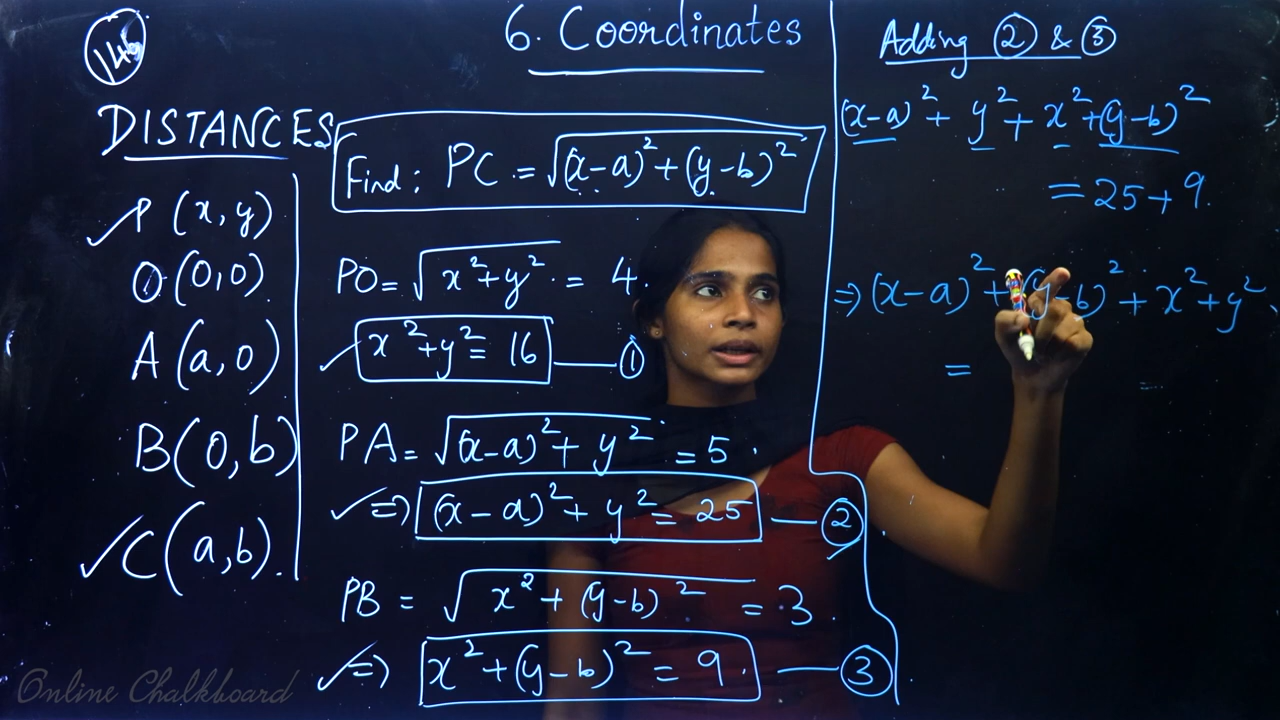 6. Coordinates
DISTANCES
P (x, y)
O (0,0)
A (a, 0)
B (0, b)
C (a, b).
Find : PC = √(x-a)² + (y-b)²
PO = √x² + y² = 4.
x² + y² = 16 — ①
PA = √(x-a)² + y² = 5.
⇒ (x-a)² + y² = 25 — ②
PB = √x² + (y-b)² = 3.
⇒ x² + (y-b)² = 9. — ③
Adding ② & ③
(x-a)² + y² + x² + (y-b)²
= 25 + 9.
⇒ (x-a)² + (y-b)² + x² + y²
=
Online Chalkboard